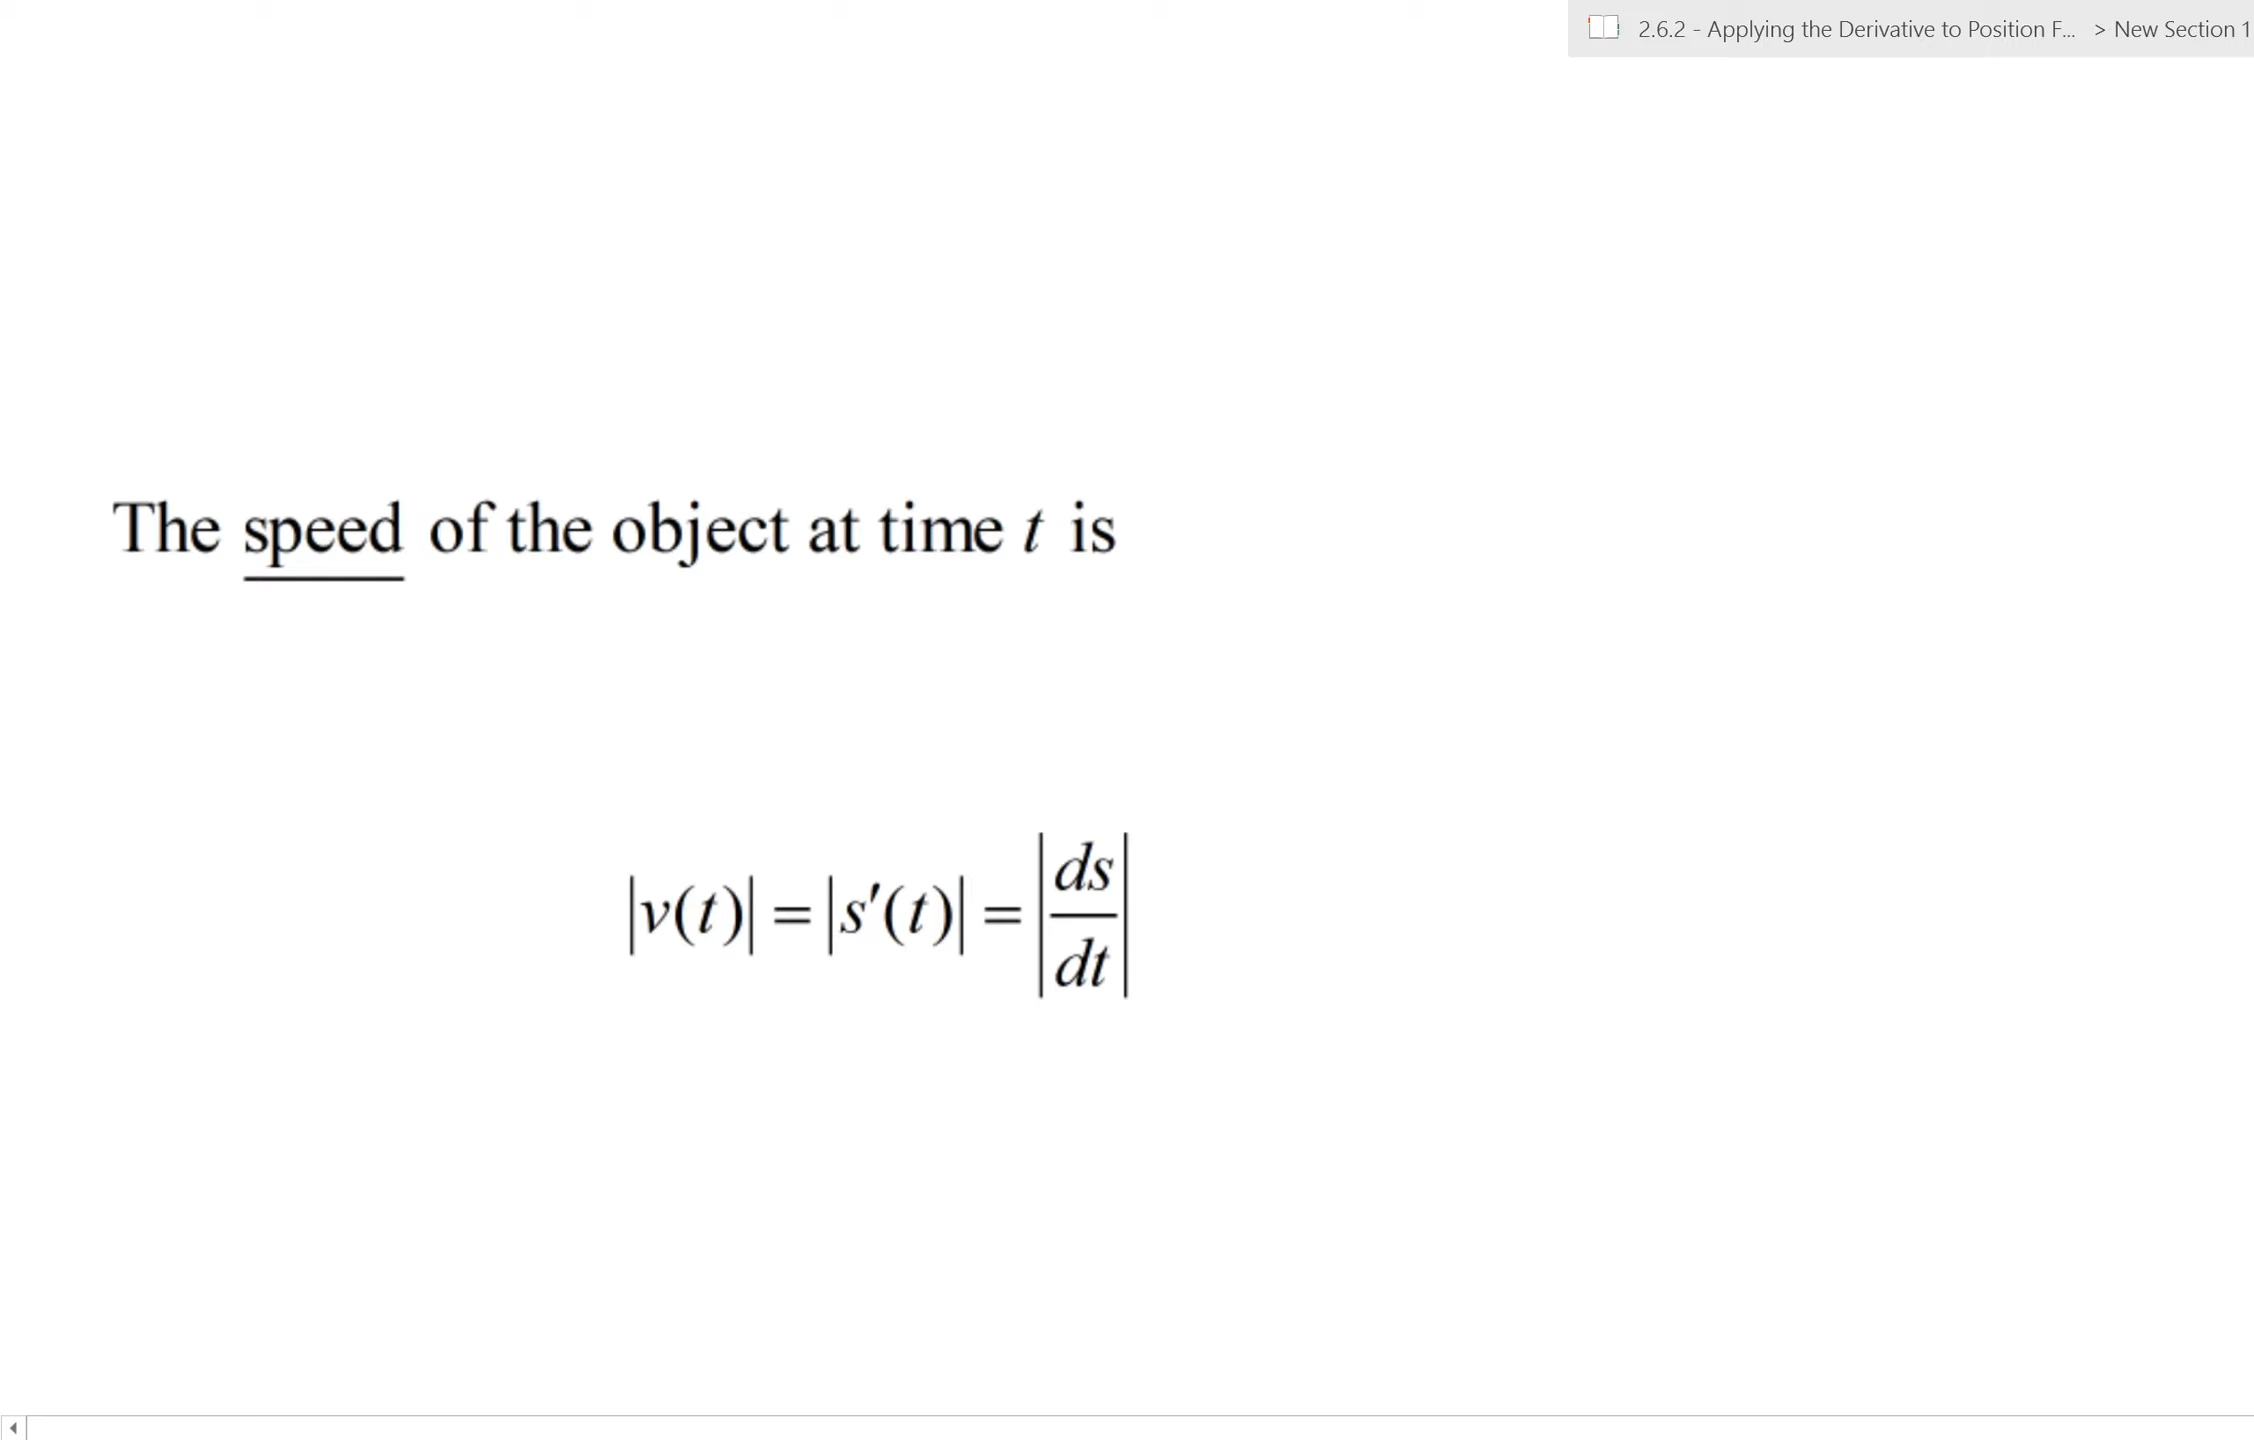 2.6.2 - Applying the Derivative to Position F... > New Section 1
The speed of the object at time t is
|v(t)| = |s′(t)| = |ds/dt|